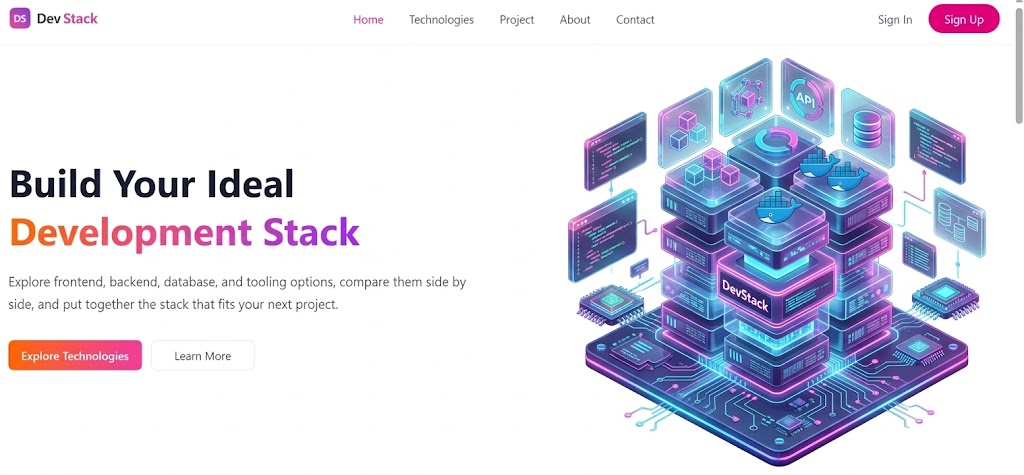 DS Dev Stack
Home Technologies Project About Contact
Sign In Sign Up
Build Your Ideal
Development Stack
Explore frontend, backend, database, and tooling options, compare them side by
side, and put together the stack that fits your next project.
Explore Technologies Learn More
API
DevStack